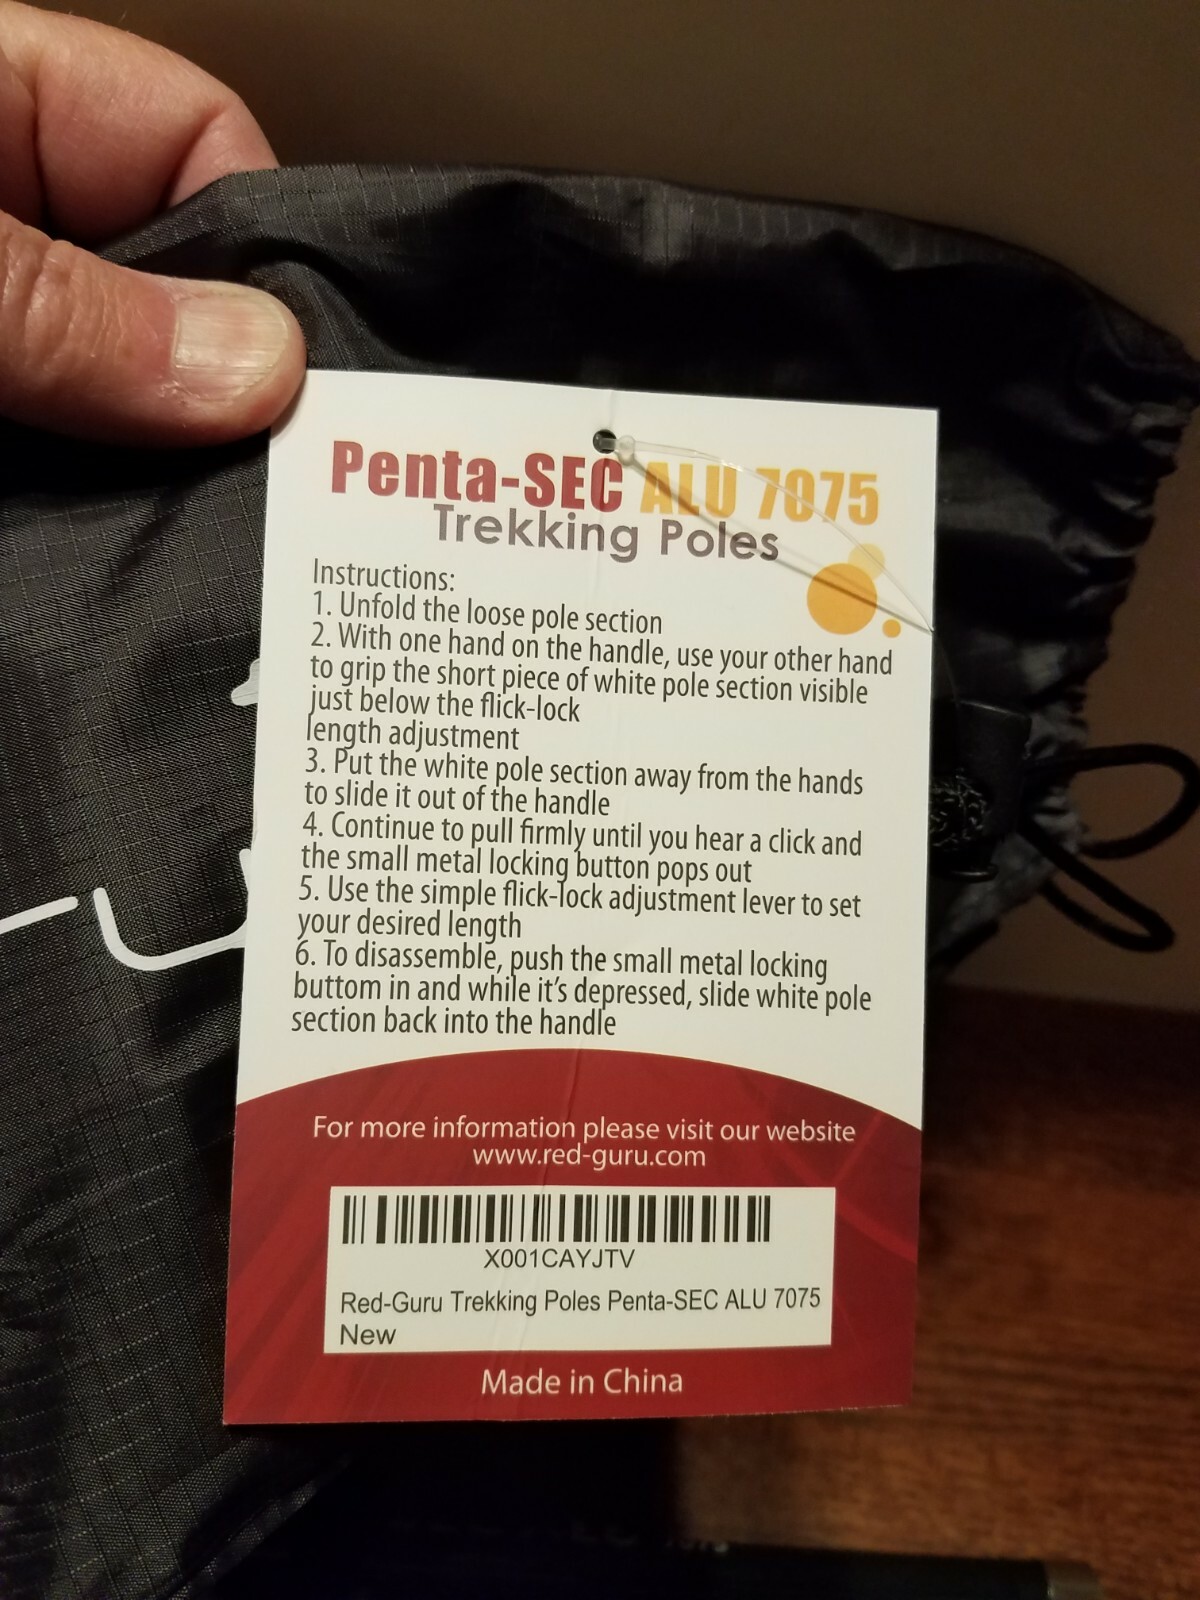 Penta-SEC ALU 7075
Trekking Poles
Instructions:
1. Unfold the loose pole section
2. With one hand on the handle, use your other hand
to grip the short piece of white pole section visible
just below the flick-lock
length adjustment
3. Put the white pole section away from the hands
to slide it out of the handle
4. Continue to pull firmly until you hear a click and
the small metal locking button pops out
5. Use the simple flick-lock adjustment lever to set
your desired length
6. To disassemble, push the small metal locking
buttom in and while it's depressed, slide white pole
section back into the handle
For more information please visit our website
www.red-guru.com
X001CAYJTV
Red-Guru Trekking Poles Penta-SEC ALU 7075
New
Made in China